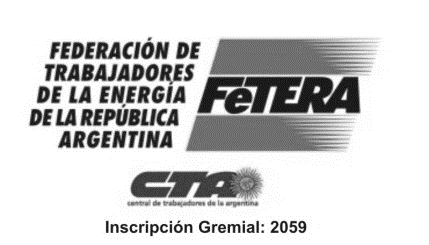 FEDERACIÓN DE
TRABAJADORES
DE LA ENERGÍA
DE LA REPÚBLICA
ARGENTINA
FeTERA
CTA
central de trabajadores de la argentina
Inscripción Gremial: 2059